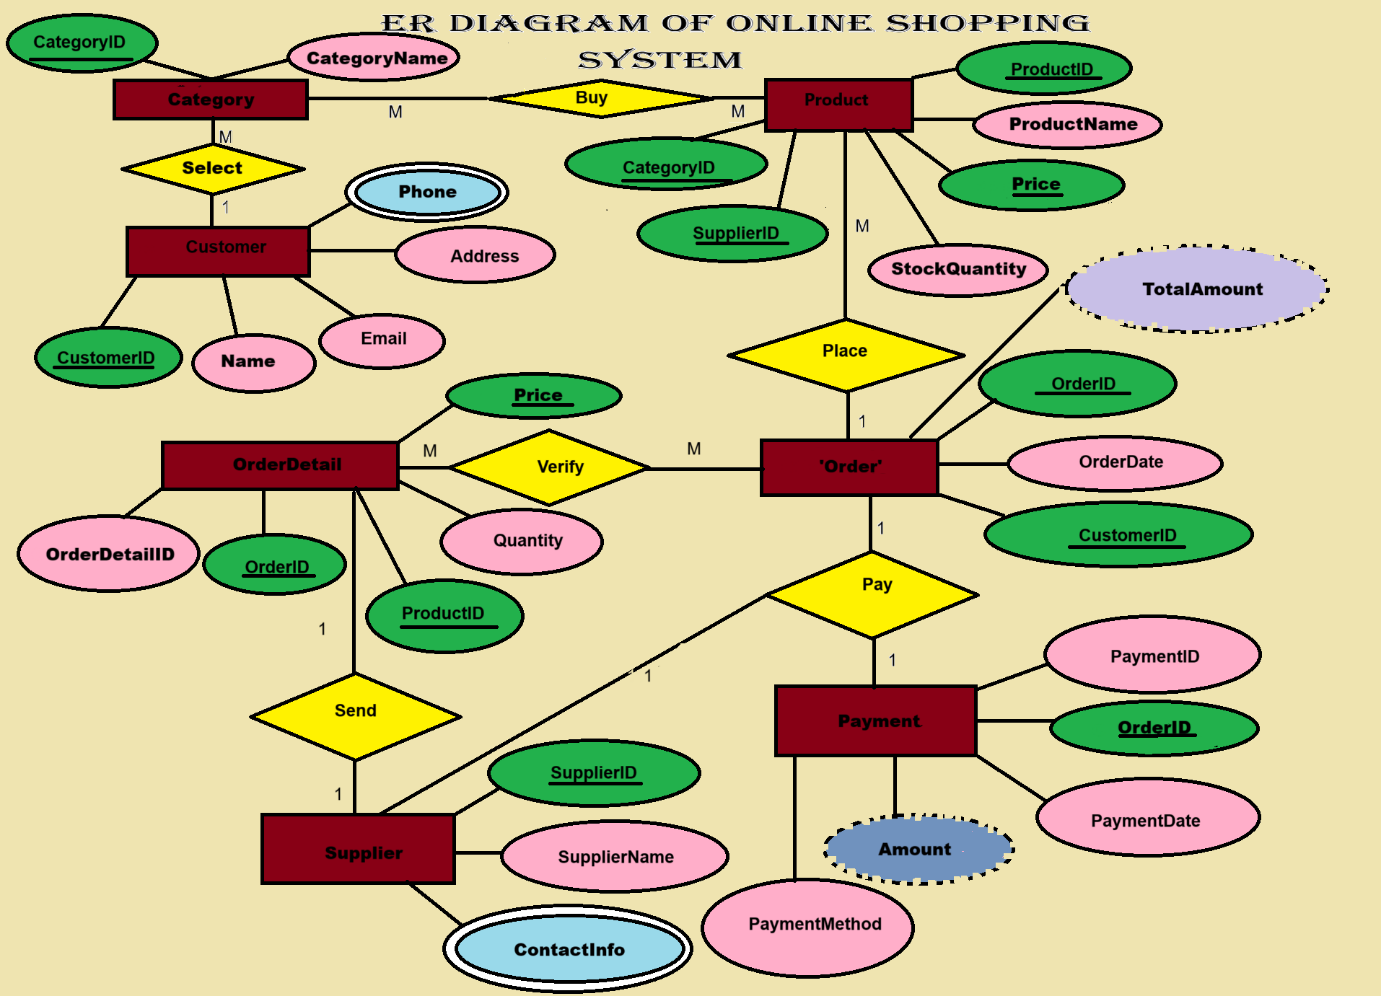 ER DIAGRAM OF ONLINE SHOPPING
SYSTEM
CategoryID
CategoryName
Category
M
Buy
M
Product
ProductID
ProductName
CategoryID
Price
SupplierID
StockQuantity
M
Select
1
Phone
Customer
Address
CustomerID
Name
Email
M
Place
1
TotalAmount
Price
OrderID
OrderDetail
M
Verify
M
'Order'
OrderDate
OrderDetailID
OrderID
ProductID
Quantity
1
CustomerID
Pay
1
1
1
PaymentID
Send
Payment
OrderID
1
SupplierID
PaymentDate
Supplier
SupplierName
Amount
ContactInfo
PaymentMethod